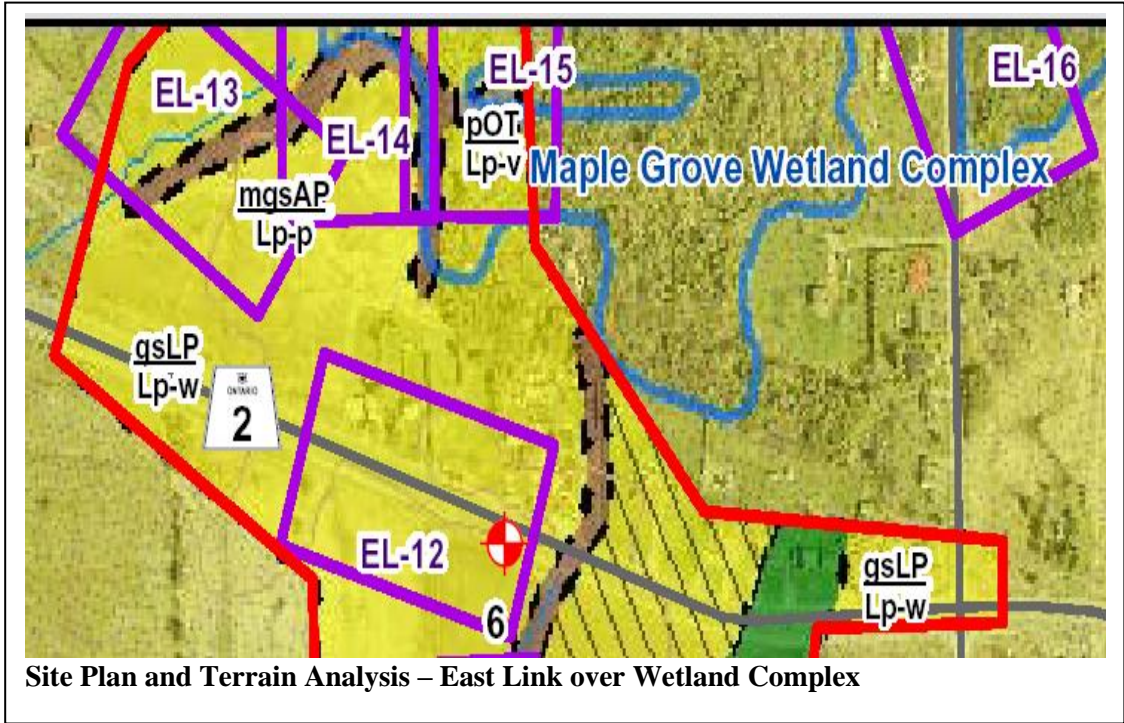 EL-13
EL-14
EL-15
EL-16
pOT
Lp-v
Maple Grove Wetland Complex
mgsAP
Lp-p
gsLP
Lp-w
ONTARIO
2
EL-12
6
gsLP
Lp-w
Site Plan and Terrain Analysis – East Link over Wetland Complex